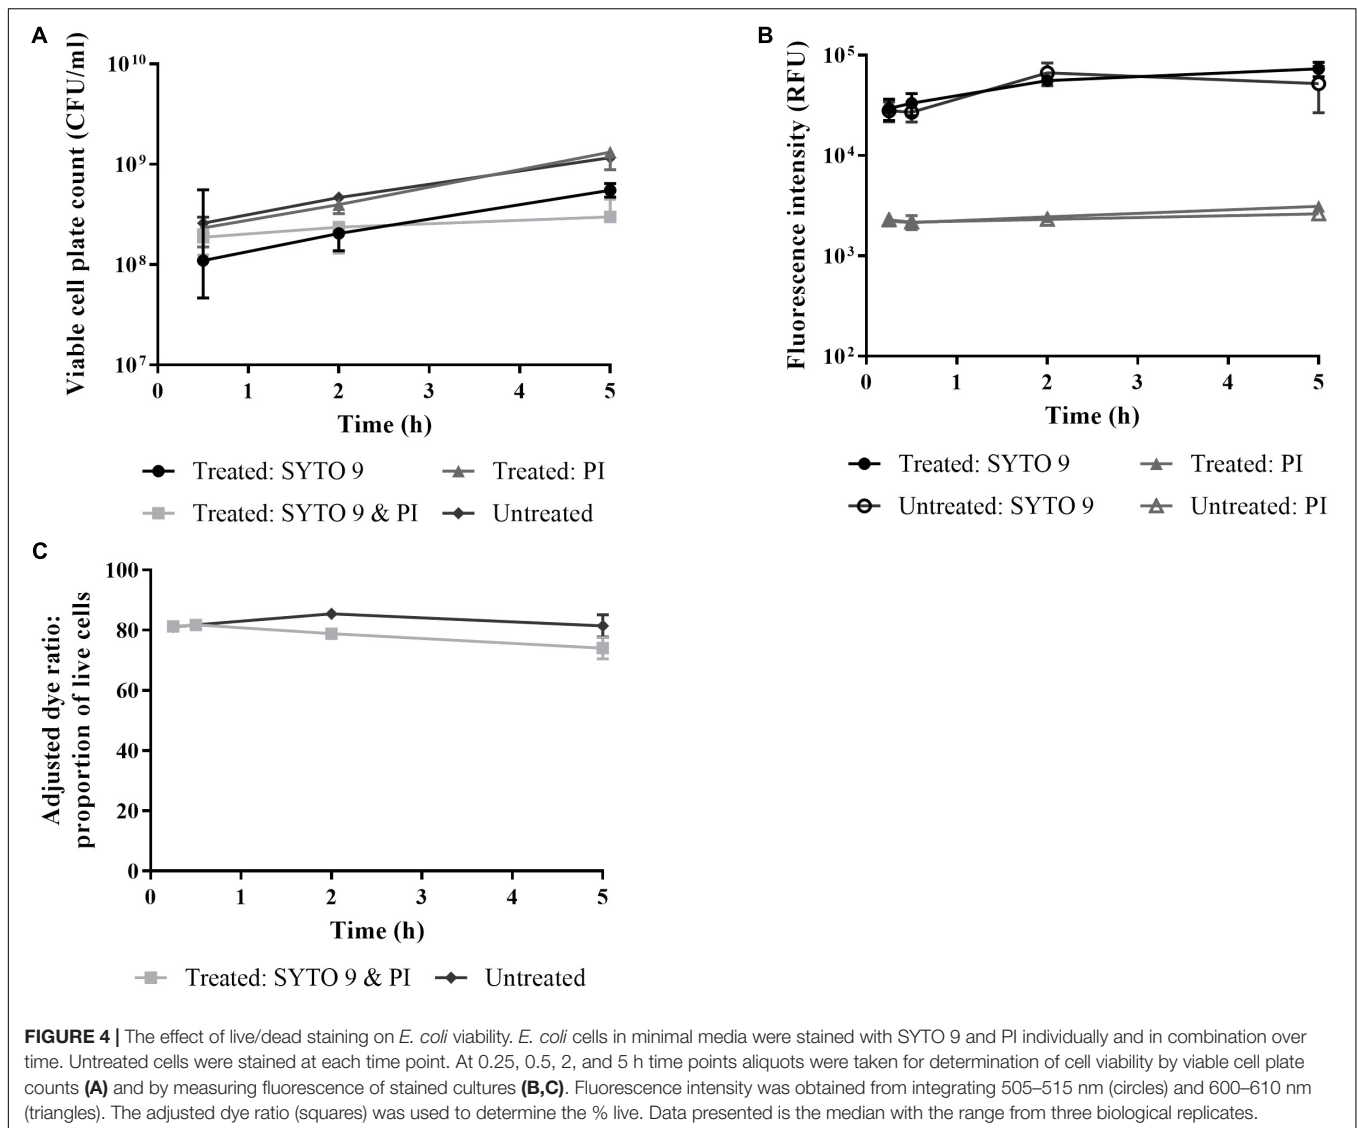 A
Viable cell plate count (CFU/ml)
10^10
10^9
10^8
10^7
0 1 2 3 4 5
Time (h)
Treated: SYTO 9
Treated: PI
Treated: SYTO 9 & PI
Untreated
B
Fluorescence intensity (RFU)
10^5
10^4
10^3
10^2
0 1 2 3 4 5
Time (h)
Treated: SYTO 9
Treated: PI
Untreated: SYTO 9
Untreated: PI
C
Adjusted dye ratio:
proportion of live cells
100
80
60
40
20
0
0 1 2 3 4 5
Time (h)
Treated: SYTO 9 & PI
Untreated
FIGURE 4 | The effect of live/dead staining on E. coli viability. E. coli cells in minimal media were stained with SYTO 9 and PI individually and in combination over
time. Untreated cells were stained at each time point. At 0.25, 0.5, 2, and 5 h time points aliquots were taken for determination of cell viability by viable cell plate
counts (A) and by measuring fluorescence of stained cultures (B,C). Fluorescence intensity was obtained from integrating 505–515 nm (circles) and 600–610 nm
(triangles). The adjusted dye ratio (squares) was used to determine the % live. Data presented is the median with the range from three biological replicates.